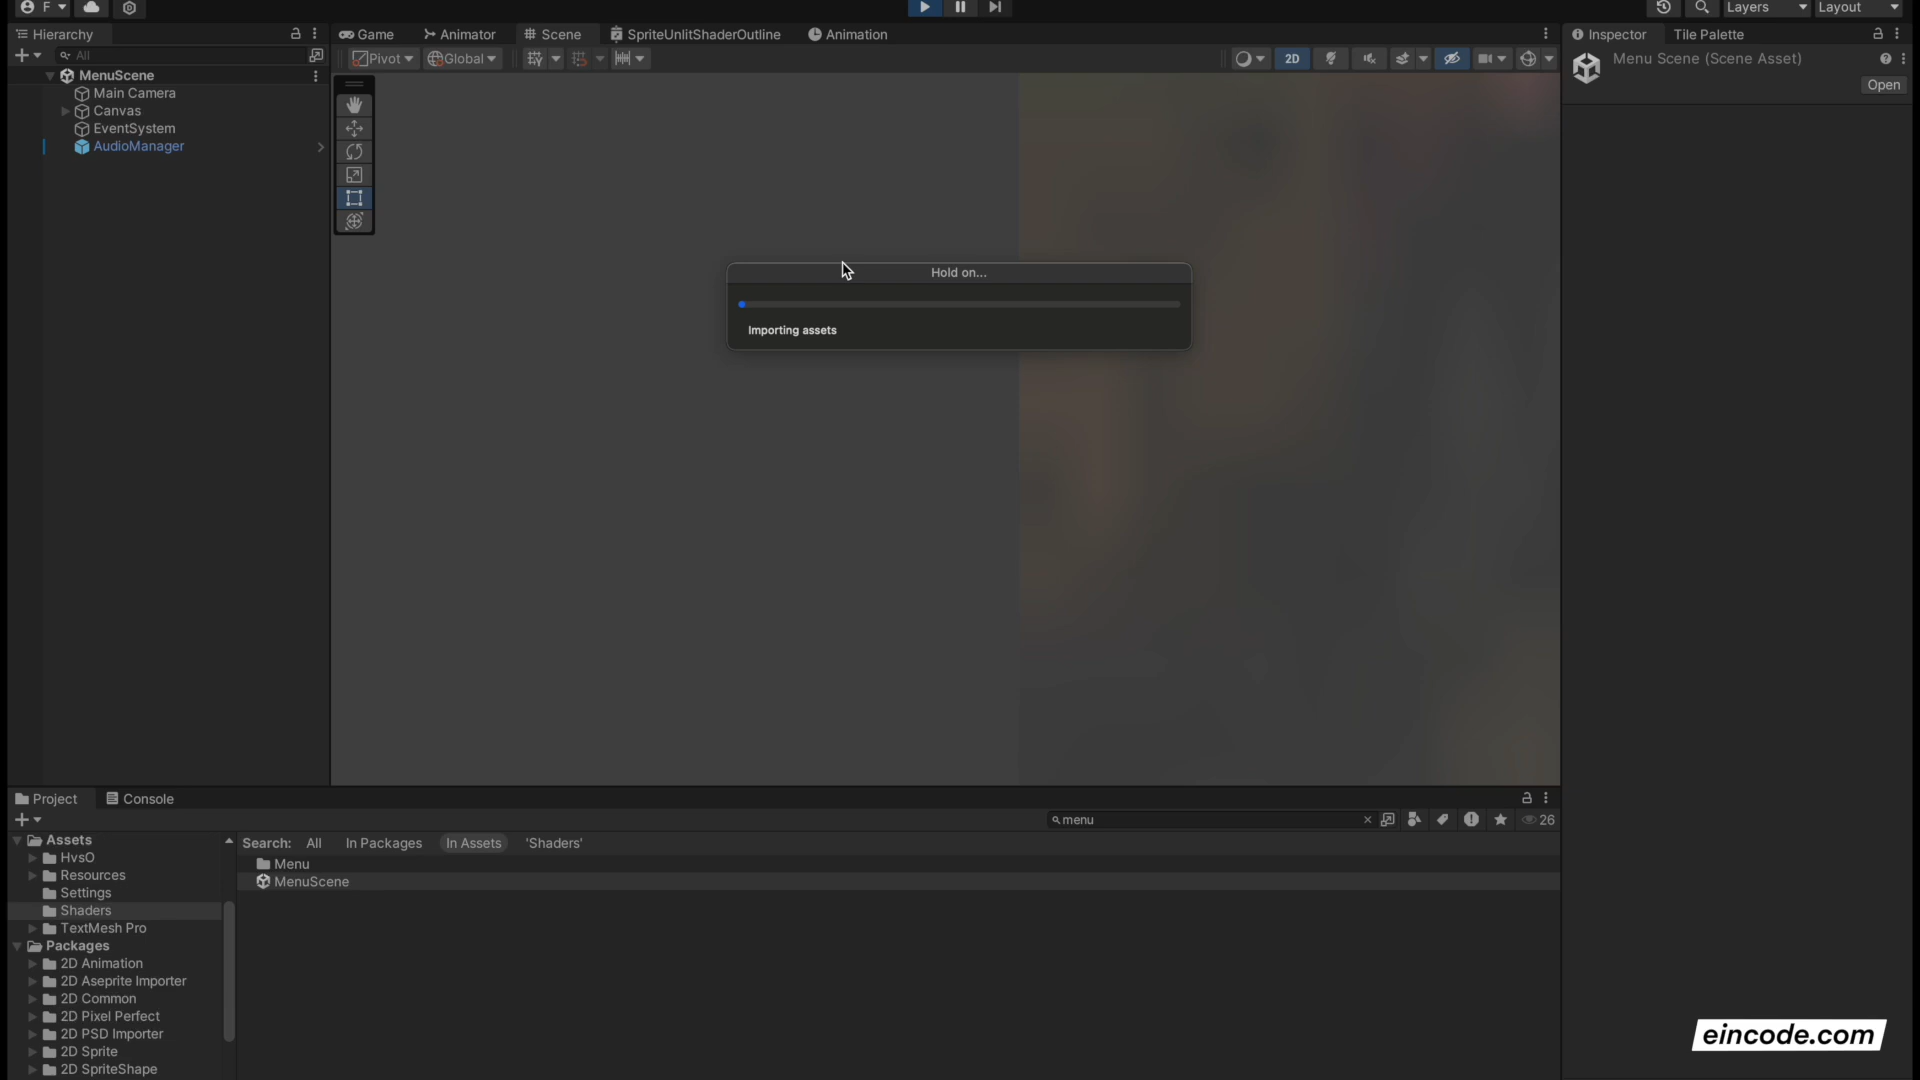 F
Layers
Layout
Hierarchy
All
MenuScene
Main Camera
Canvas
EventSystem
AudioManager
Game
Animator
Scene
SpriteUnlitShaderOutline
Animation
Pivot
Global
2D
Inspector
Tile Palette
Menu Scene (Scene Asset)
Open
Hold on...
Importing assets
Project
Console
menu
26
Assets
HvsO
Resources
Settings
Shaders
TextMesh Pro
Packages
2D Animation
2D Aseprite Importer
2D Common
2D Pixel Perfect
2D PSD Importer
2D Sprite
2D SpriteShape
Search: All In Packages In Assets 'Shaders'
Menu
MenuScene
eincode.com